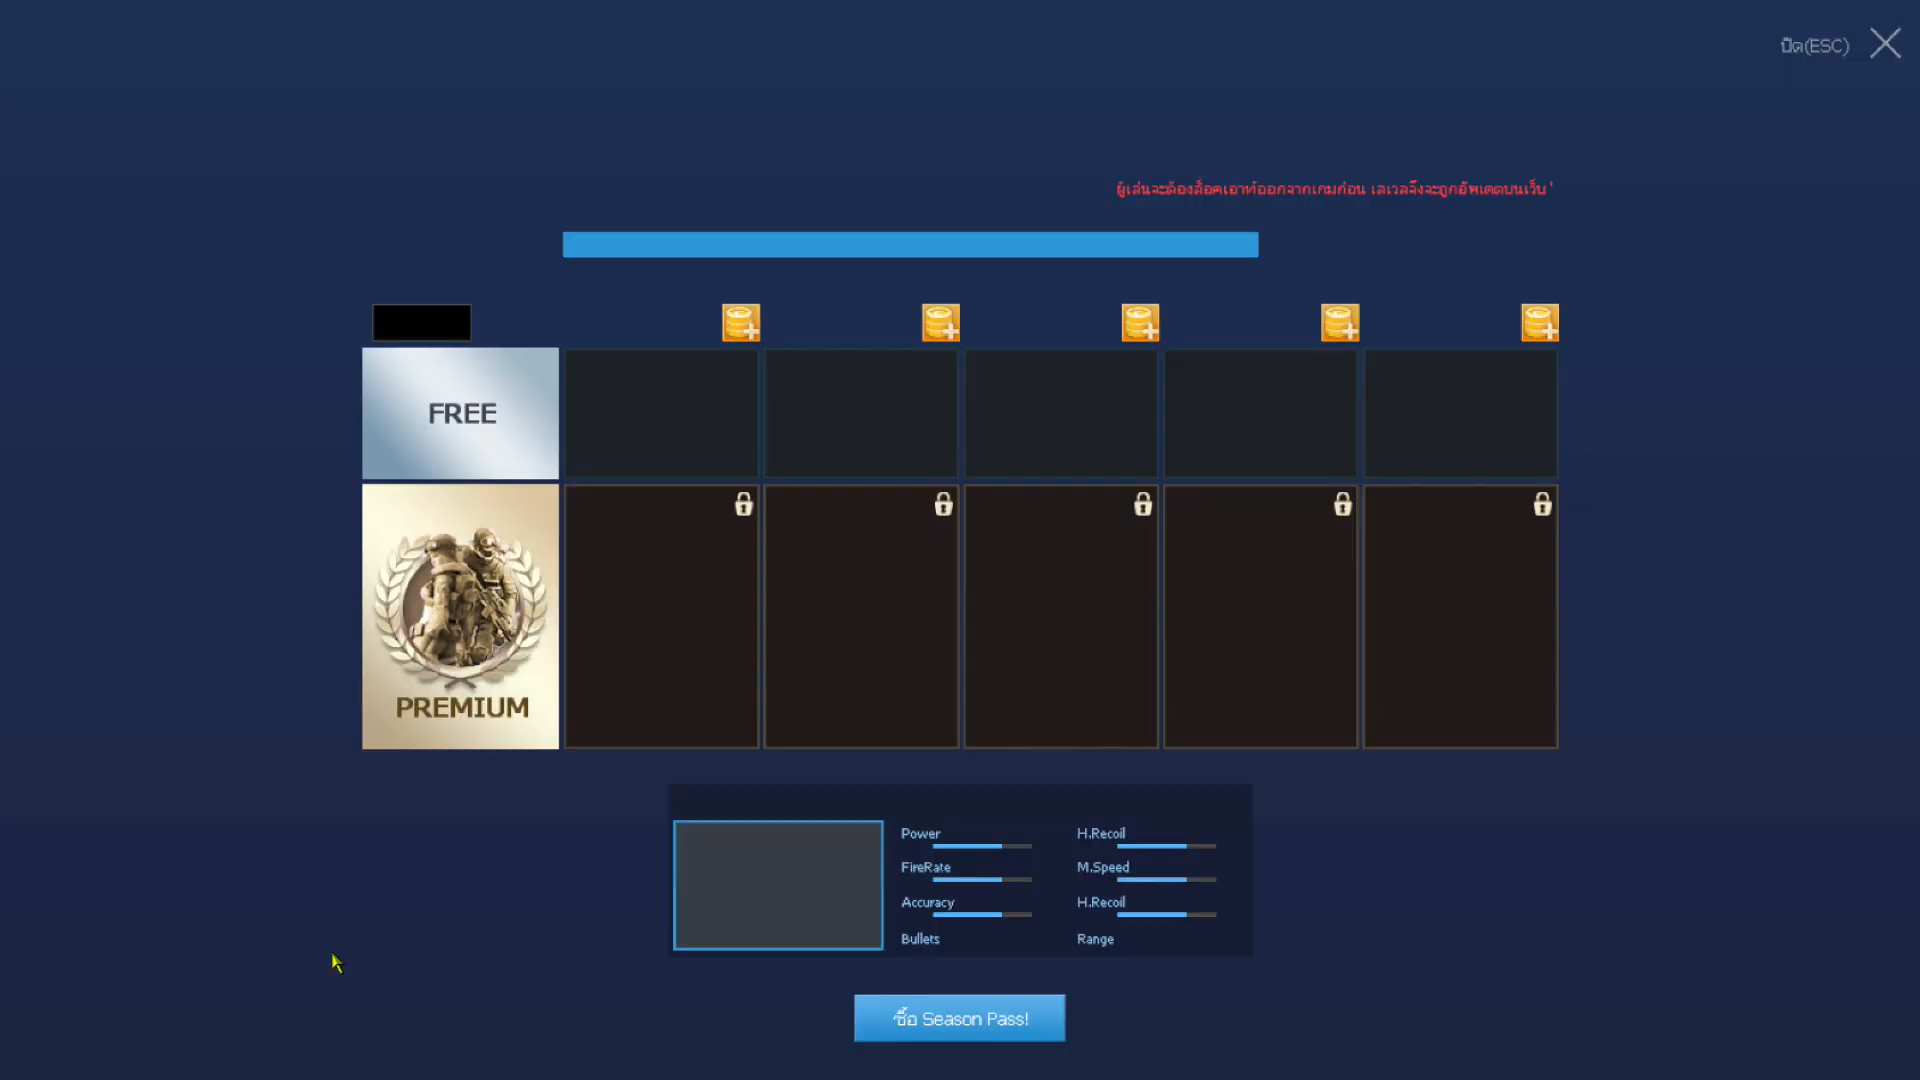 ปิด(ESC)
ผู้เล่นจะต้องล็อคเอาท์ออกจากเกมก่อน เลเวลจึงจะถูกอัพเดตบนเว็บ '
FREE
PREMIUM
Power
H.Recoil
FireRate
M.Speed
Accuracy
H.Recoil
Bullets
Range
ซื้อ Season Pass!